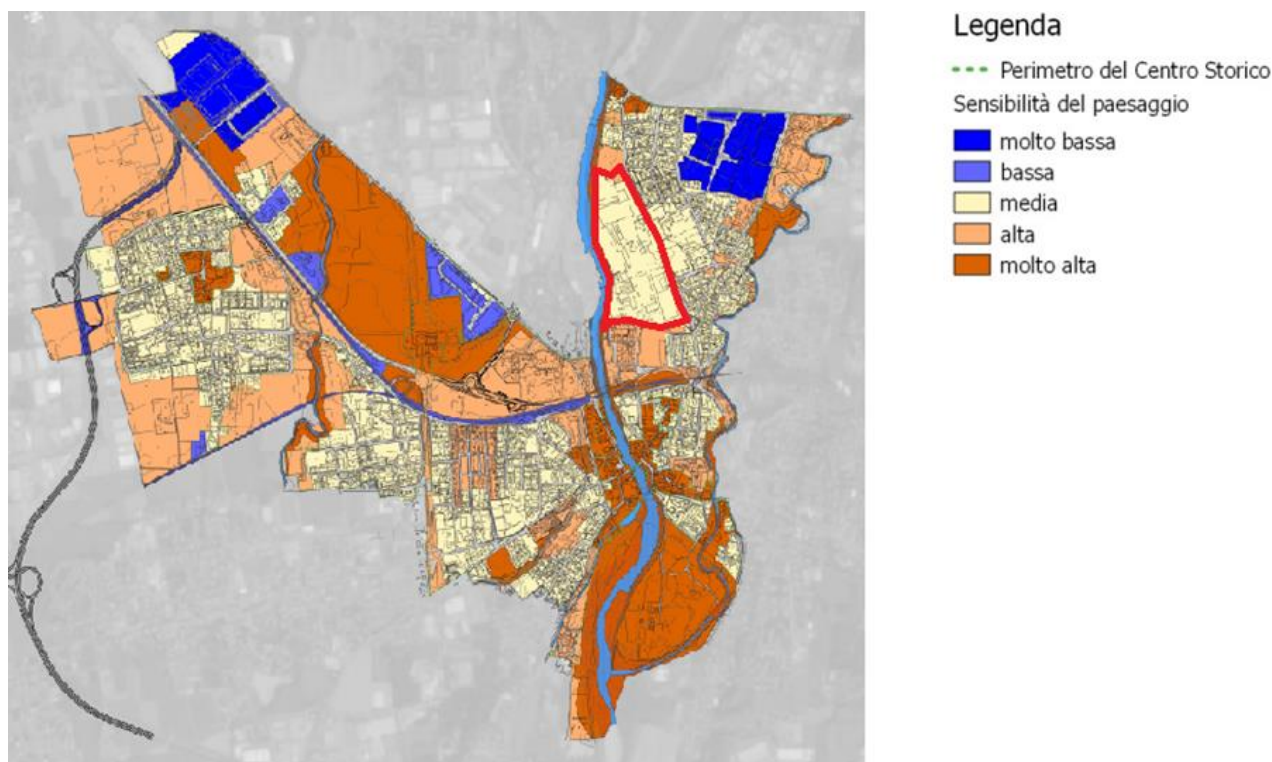 Legenda
Perimetro del Centro Storico
Sensibilità del paesaggio
molto bassa
bassa
media
alta
molto alta